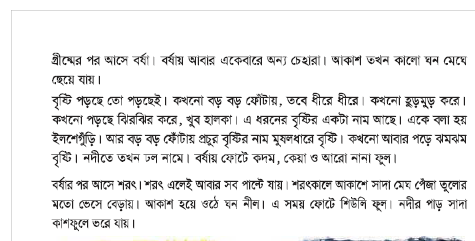 গ্রীষ্মের পর আসে বর্ষা। বর্ষায় আবার একেবারে অন্য চেহারা। আকাশ তখন কালো ঘন মেঘে
ছেয়ে যায়।
বৃষ্টি পড়ছে তো পড়ছেই। কখনো বড় বড় ফোঁটায়, তবে ধীরে ধীরে। কখনো হুড়মুড় করে।
কখনো পড়ছে ঝিরঝির করে, খুব হালকা। এ ধরনের বৃষ্টির একটা নাম আছে। একে বলা হয়
ইলশেগুঁড়ি। আর বড় বড় ফোঁটায় প্রচুর বৃষ্টির নাম মুষলধারে বৃষ্টি। কখনো আবার পড়ে ঝমঝম
বৃষ্টি। নদীতে তখন ঢল নামে। বর্ষায় ফোটে কদম, কেয়া ও আরো নানা ফুল।
বর্ষার পর আসে শরৎ। শরৎ এলেই আবার সব পাল্টে যায়। শরৎকালে আকাশে সাদা মেঘ পেঁজা তুলোর
মতো ভেসে বেড়ায়। আকাশ হয়ে ওঠে ঘন নীল। এ সময় ফোটে শিউলি ফুল। নদীর পাড় সাদা
কাশফুলে ভরে যায়।